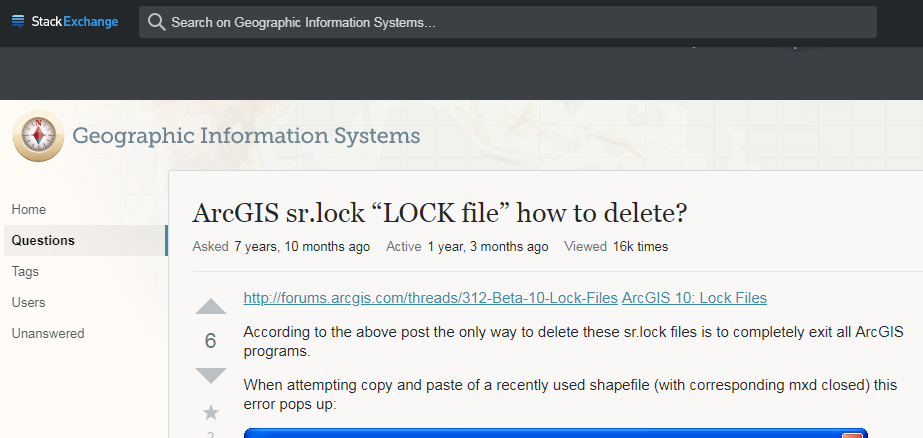 StackExchange Search on Geographic Information Systems...
N
Geographic Information Systems
Home
Questions
Tags
Users
Unanswered
ArcGIS sr.lock “LOCK file” how to delete?
Asked 7 years, 10 months ago Active 1 year, 3 months ago Viewed 16k times
6
http://forums.arcgis.com/threads/312-Beta-10-Lock-Files ArcGIS 10: Lock Files
According to the above post the only way to delete these sr.lock files is to completely exit all ArcGIS
programs.
When attempting copy and paste of a recently used shapefile (with corresponding mxd closed) this
error pops up: